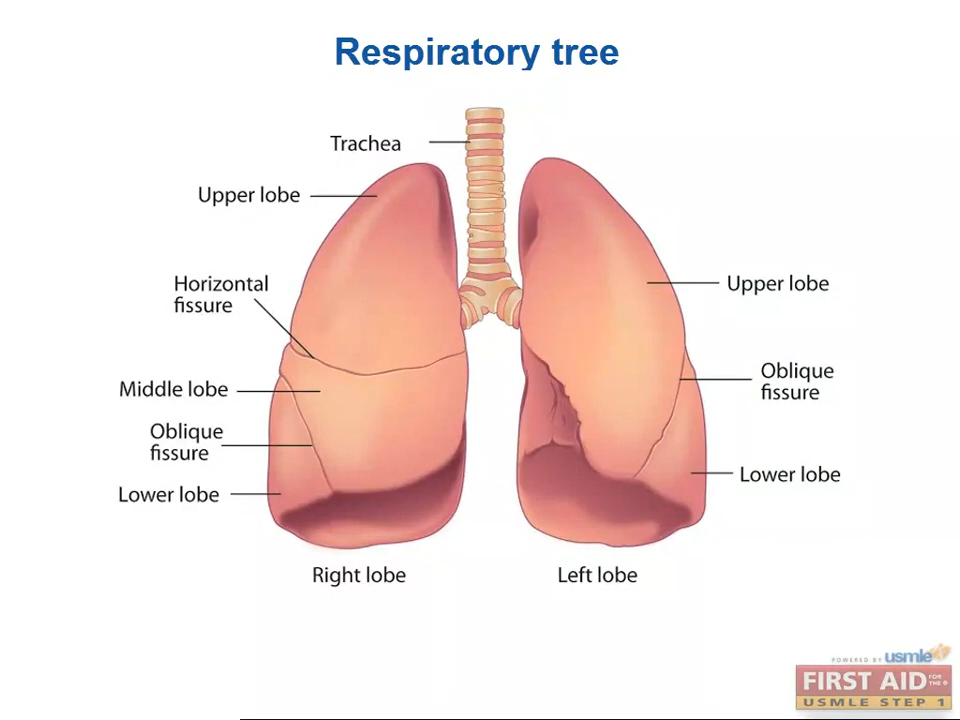 Respiratory tree
Trachea
Upper lobe
Horizontal
fissure
Middle lobe
Oblique
fissure
Lower lobe
Upper lobe
Oblique
fissure
Lower lobe
Right lobe
Left lobe
POWERED BY usmle
FIRST AID FOR THE ®
USMLE STEP 1